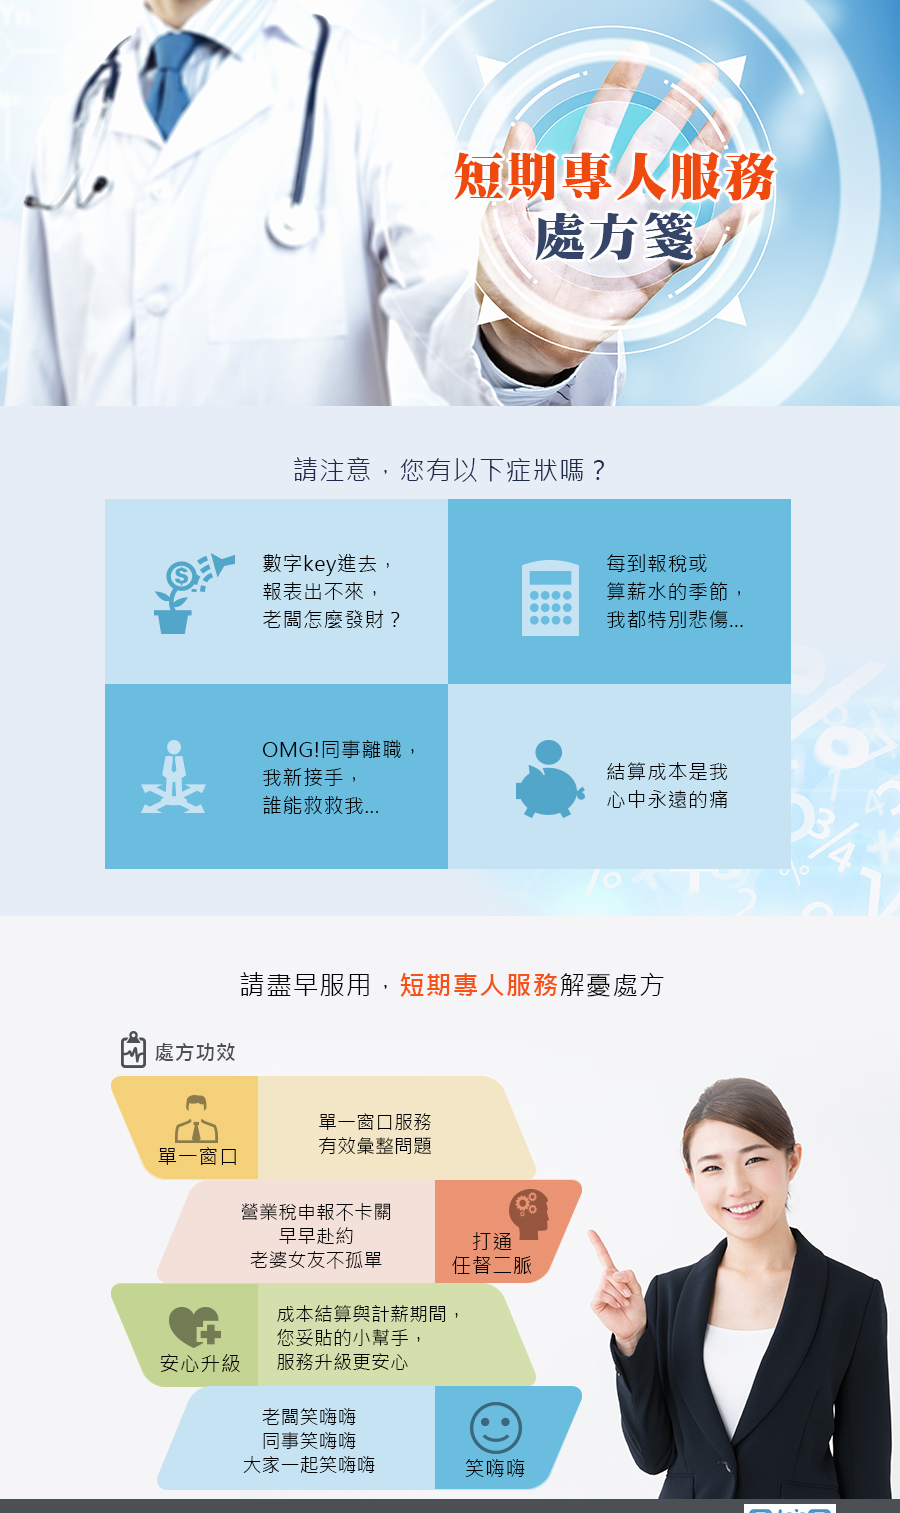 短期專人服務
處方箋
請注意，您有以下症狀嗎？
數字key進去，
報表出不來，
老闆怎麼發財？
每到報稅或
算薪水的季節，
我都特別悲傷...
OMG!同事離職，
我新接手，
誰能救救我...
結算成本是我
心中永遠的痛
請盡早服用，短期專人服務解憂處方
處方功效
單一窗口
單一窗口服務
有效彙整問題
營業稅申報不卡關
早早赴約
老婆女友不孤單
打通
任督二脈
安心升級
成本結算與計薪期間，
您妥貼的小幫手，
服務升級更安心
老闆笑嗨嗨
同事笑嗨嗨
大家一起笑嗨嗨
笑嗨嗨